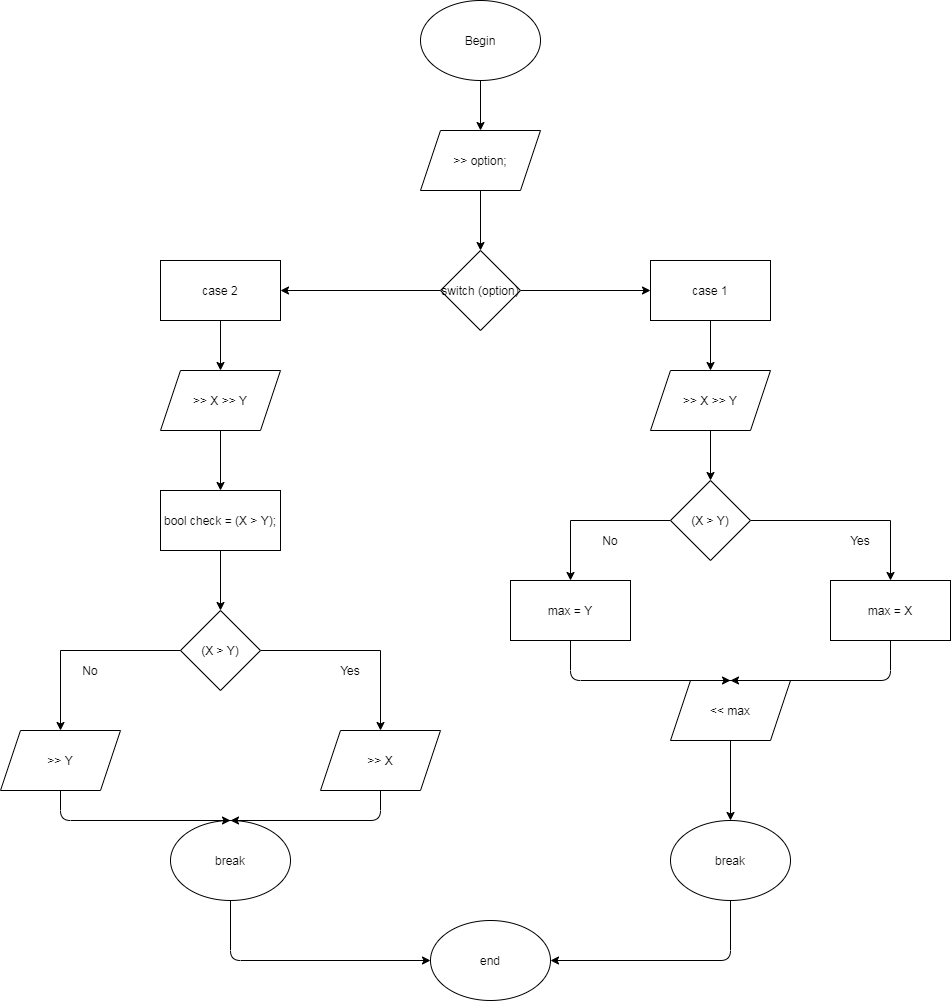 Begin
>> option;
switch (option)
case 2
case 1
>> X >> Y
>> X >> Y
bool check = (X > Y);
(X > Y)
No
Yes
max = Y
max = X
(X > Y)
No
Yes
<< max
>> Y
>> X
break
break
end